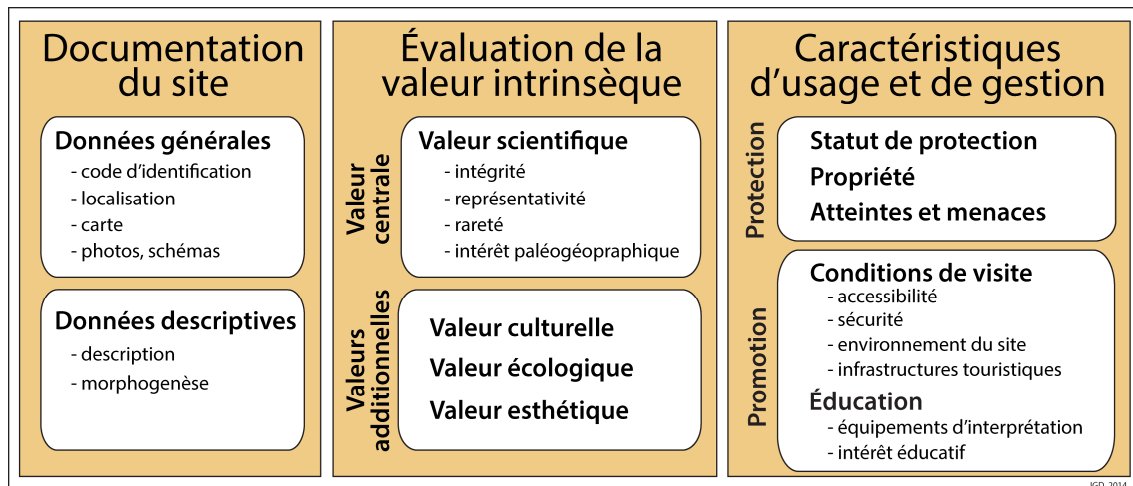 Documentation
du site
Données générales
- code d'identification
- localisation
- carte
- photos, schémas
Données descriptives
- description
- morphogenèse
Évaluation de la
valeur intrinsèque
Valeur
centrale
Valeur scientifique
- intégrité
- représentativité
- rareté
- intérêt paléogéopraphique
Valeurs
additionnelles
Valeur culturelle
Valeur écologique
Valeur esthétique
Caractéristiques
d'usage et de gestion
Protection
Statut de protection
Propriété
Atteintes et menaces
Promotion
Conditions de visite
- accessibilité
- sécurité
- environnement du site
- infrastructures touristiques
Éducation
- équipements d'interprétation
- intérêt éducatif
IGD, 2014